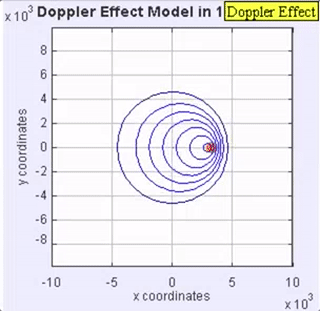 x 10³ Doppler Effect Model in 1 Doppler Effect
8
6
4
2
0
-2
-4
-6
-8
y coordinates
-10 -5 0 5 10
x coordinates
x 10³